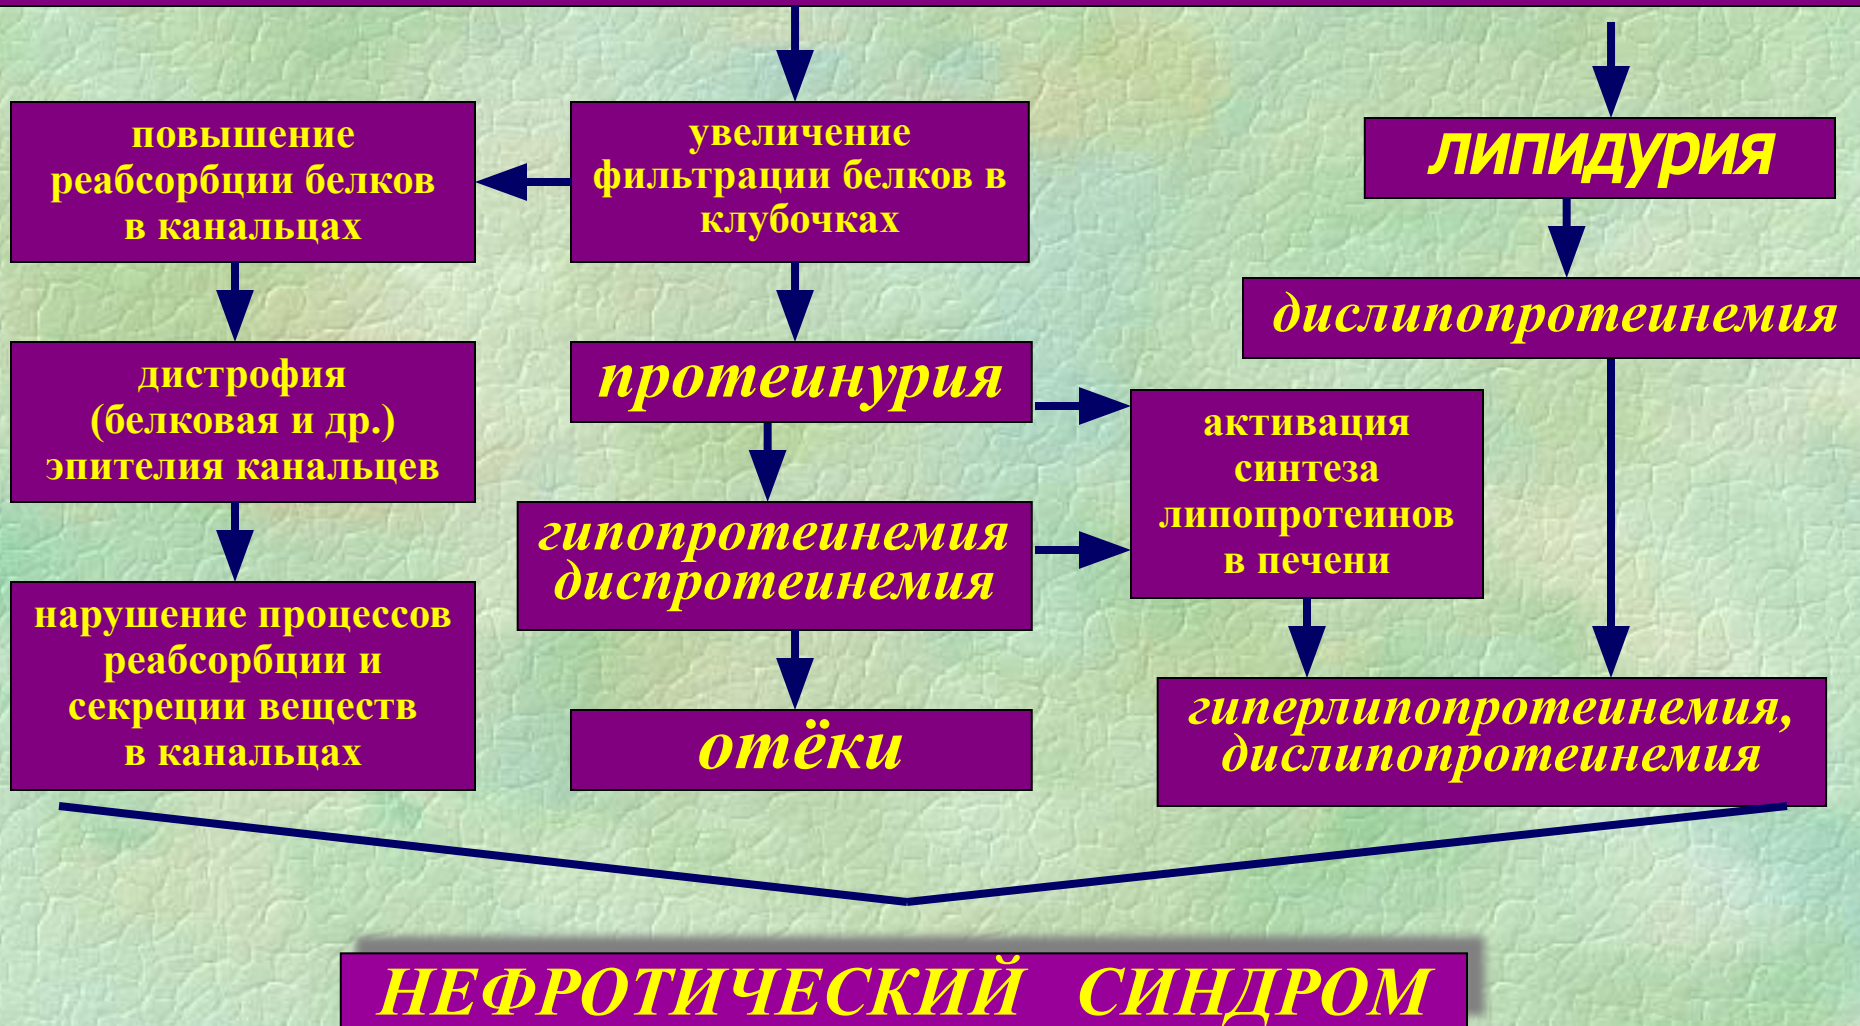 повышение
реабсорбции белков
в канальцах
увеличение
фильтрации белков в
клубочках
липидурия
дислипопротеинемия
дистрофия
(белковая и др.)
эпителия канальцев
протеинурия
активация
синтеза
липопротеинов
в печени
гипопротеинемия
диспротеинемия
нарушение процессов
реабсорбции и
секреции веществ
в канальцах
отёки
гиперлипопротеинемия,
дислипопротеинемия
НЕФРОТИЧЕСКИЙ СИНДРОМ